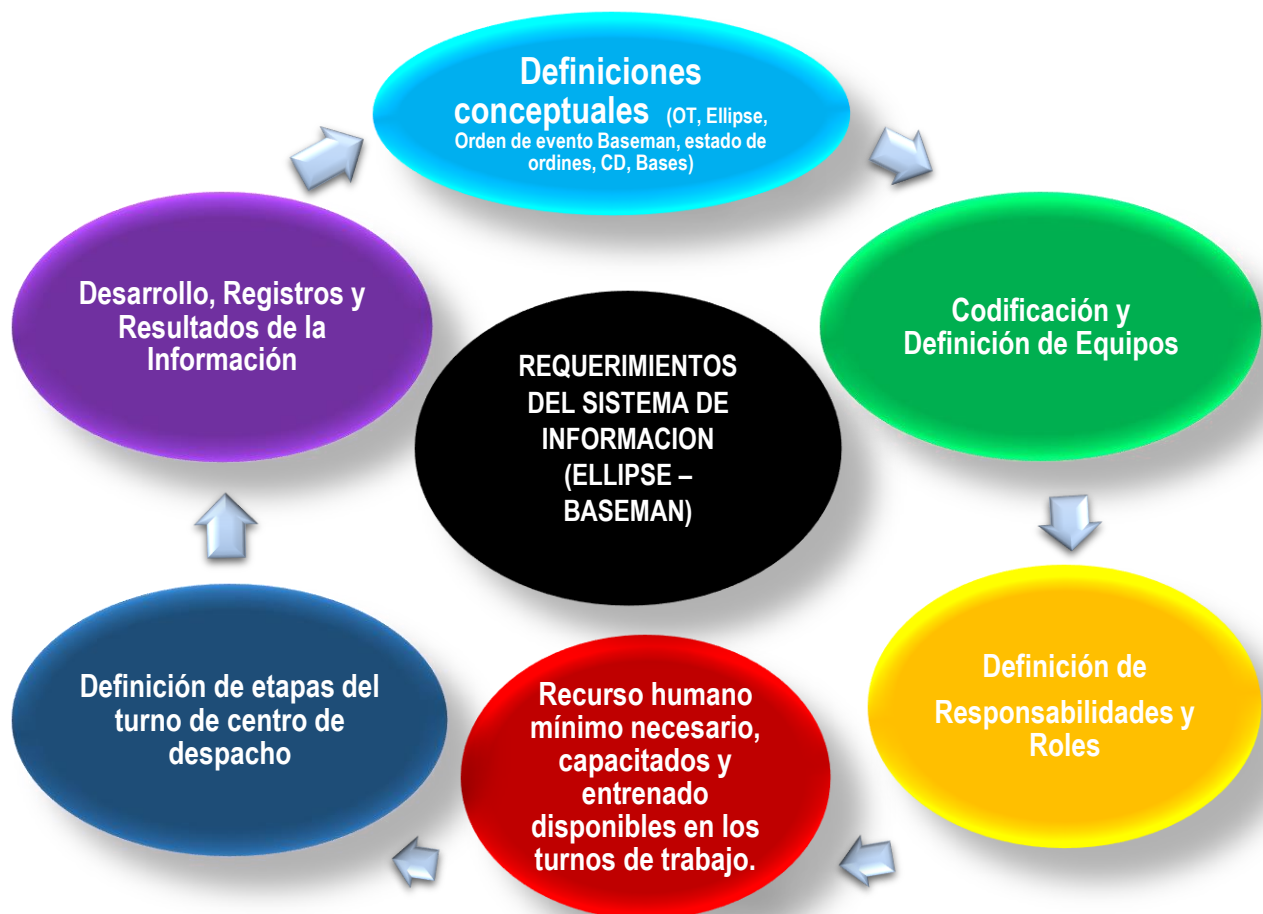 Definiciones
conceptuales (OT, Ellipse,
Orden de evento Baseman, estado de
ordines, CD, Bases)
Codificación y
Definición de Equipos
Definición de
Responsabilidades y
Roles
Recurso humano
mínimo necesario,
capacitados y
entrenado
disponibles en los
turnos de trabajo.
Definición de etapas del
turno de centro de
despacho
Desarrollo, Registros y
Resultados de la
Información
REQUERIMIENTOS
DEL SISTEMA DE
INFORMACION
(ELLIPSE –
BASEMAN)